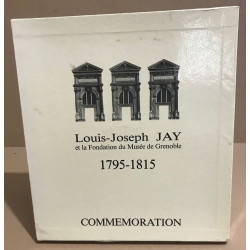 Louis-Joseph JAY
et la Fondation du Musée de Grenoble
1795-1815
COMMEMORATION